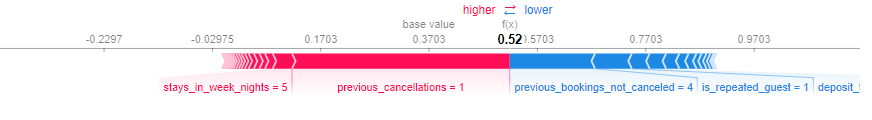 higher ⇄ lower
base value f(x)
-0.2297 -0.02975 0.1703 0.3703 0.52 0.5703 0.7703 0.9703
stays_in_week_nights = 5 previous_cancellations = 1 previous_bookings_not_canceled = 4 is_repeated_guest = 1 deposit_